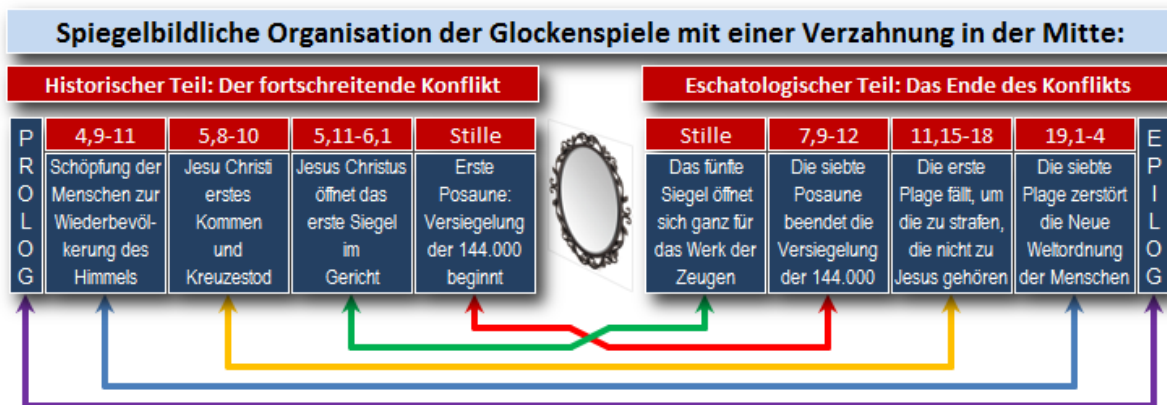 Spiegelbildliche Organisation der Glockenspiele mit einer Verzahnung in der Mitte:
Historischer Teil: Der fortschreitende Konflikt
PROLOG
4,9-11
Schöpfung der
Menschen zur
Wiederbevöl-
kerung des
Himmels
5,8-10
Jesu Christi
erstes
Kommen
und
Kreuzestod
5,11-6,1
Jesus Christus
öffnet das
erste Siegel
im
Gericht
Stille
Erste
Posaune:
Versiegelung
der 144.000
beginnt
Eschatologischer Teil: Das Ende des Konflikts
Stille
Das fünfte
Siegel öffnet
sich ganz für
das Werk der
Zeugen
7,9-12
Die siebte
Posaune
beendet die
Versiegelung
der 144.000
11,15-18
Die erste
Plage fällt, um
die zu strafen,
die nicht zu
Jesus gehören
19,1-4
Die siebte
Plage zerstört
die Neue
Weltordnung
der Menschen
EPILOG